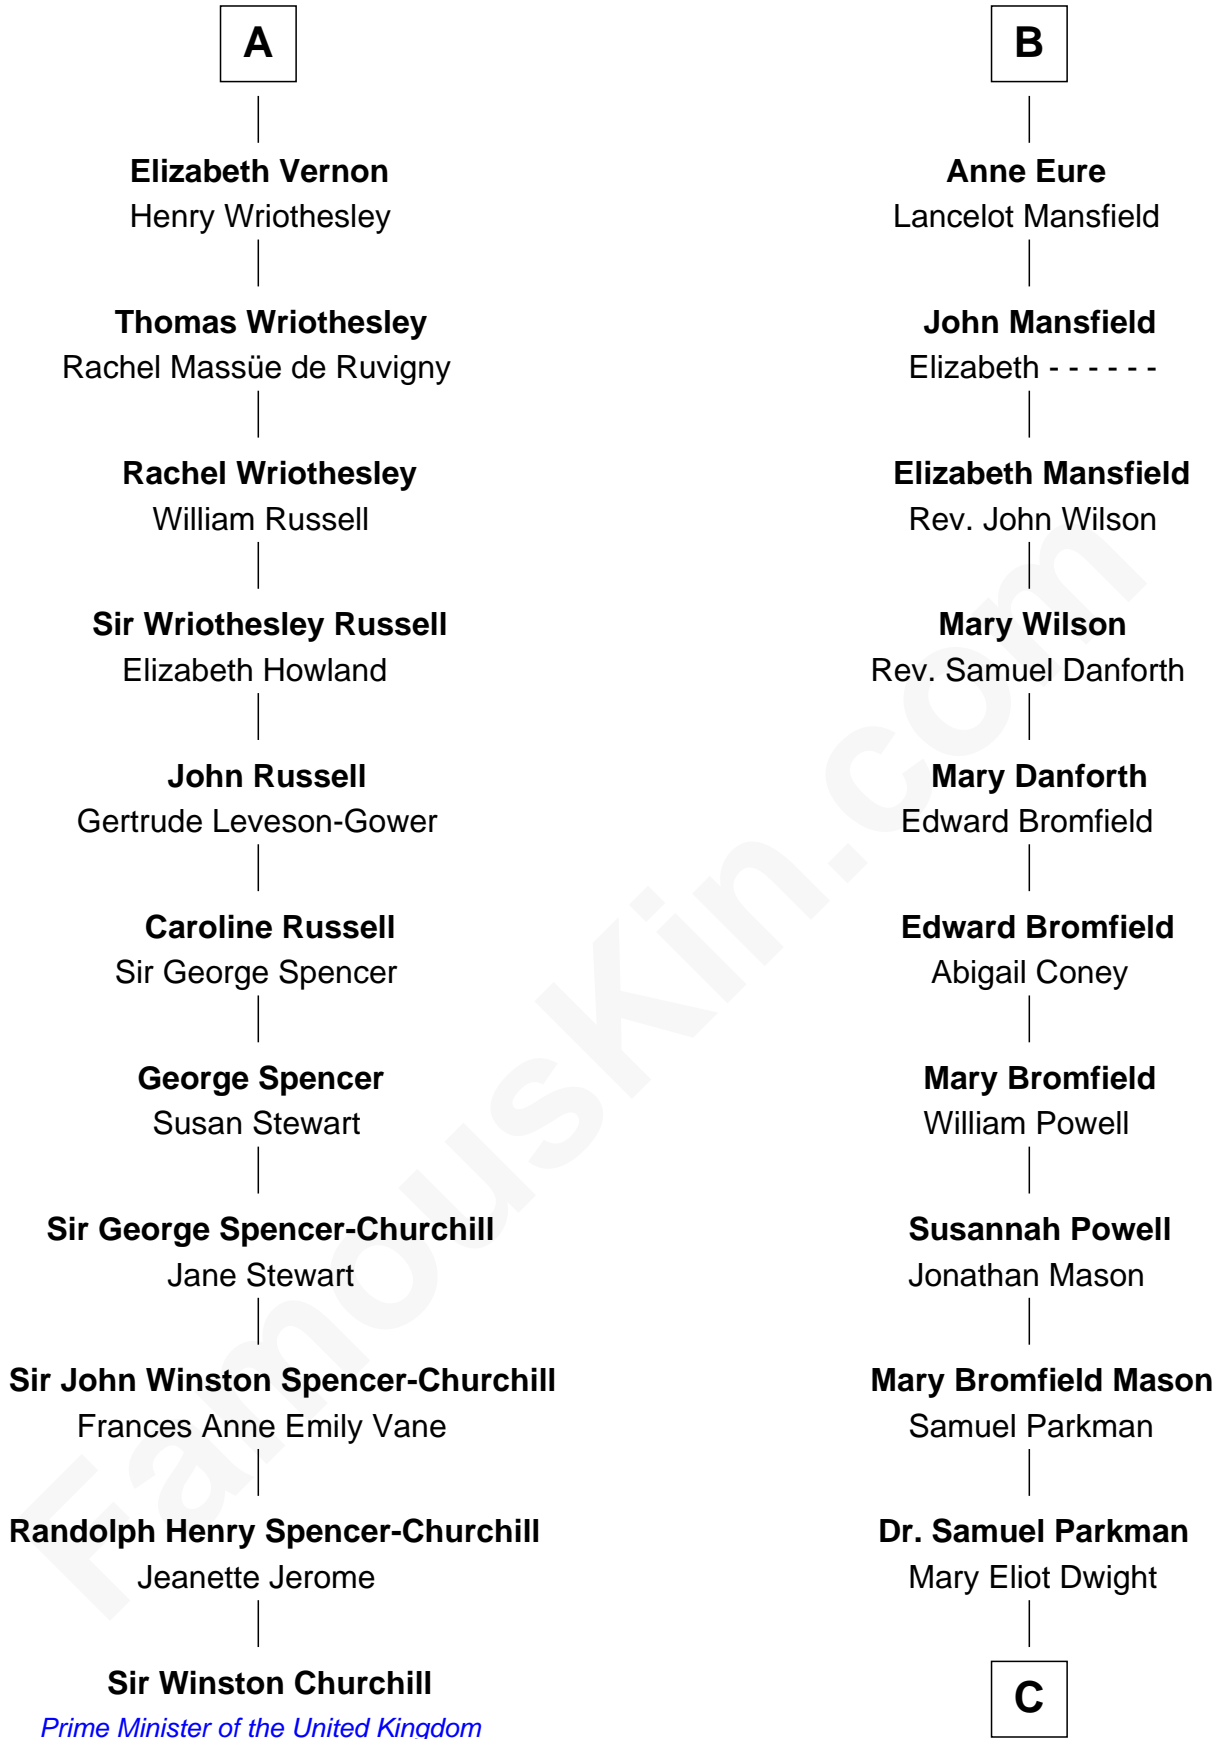 A
Elizabeth Vernon
Henry Wriothesley
Thomas Wriothesley
Rachel Massüe de Ruvigny
Rachel Wriothesley
William Russell
Sir Wriothesley Russell
Elizabeth Howland
John Russell
Gertrude Leveson-Gower
Caroline Russell
Sir George Spencer
George Spencer
Susan Stewart
Sir George Spencer-Churchill
Jane Stewart
Sir John Winston Spencer-Churchill
Frances Anne Emily Vane
Randolph Henry Spencer-Churchill
Jeanette Jerome
Sir Winston Churchill
Prime Minister of the United Kingdom
B
Anne Eure
Lancelot Mansfield
John Mansfield
Elizabeth - - - - - -
Elizabeth Mansfield
Rev. John Wilson
Mary Wilson
Rev. Samuel Danforth
Mary Danforth
Edward Bromfield
Edward Bromfield
Abigail Coney
Mary Bromfield
William Powell
Susannah Powell
Jonathan Mason
Mary Bromfield Mason
Samuel Parkman
Dr. Samuel Parkman
Mary Eliot Dwight
C
FamousKin.com